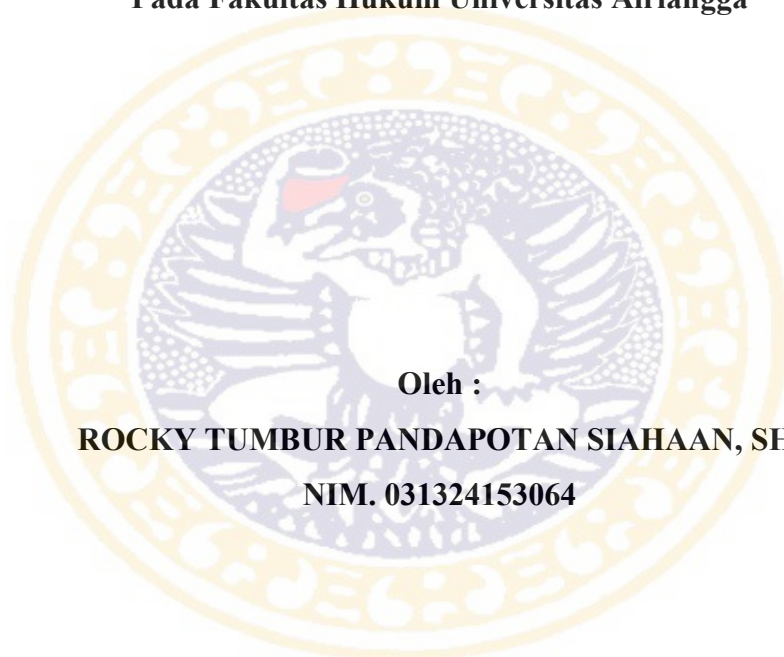 Pada Fakultas Hukum Universitas Airlangga
Oleh :
ROCKY TUMBUR PANDAPOTAN SIAHAAN, SH
NIM. 031324153064